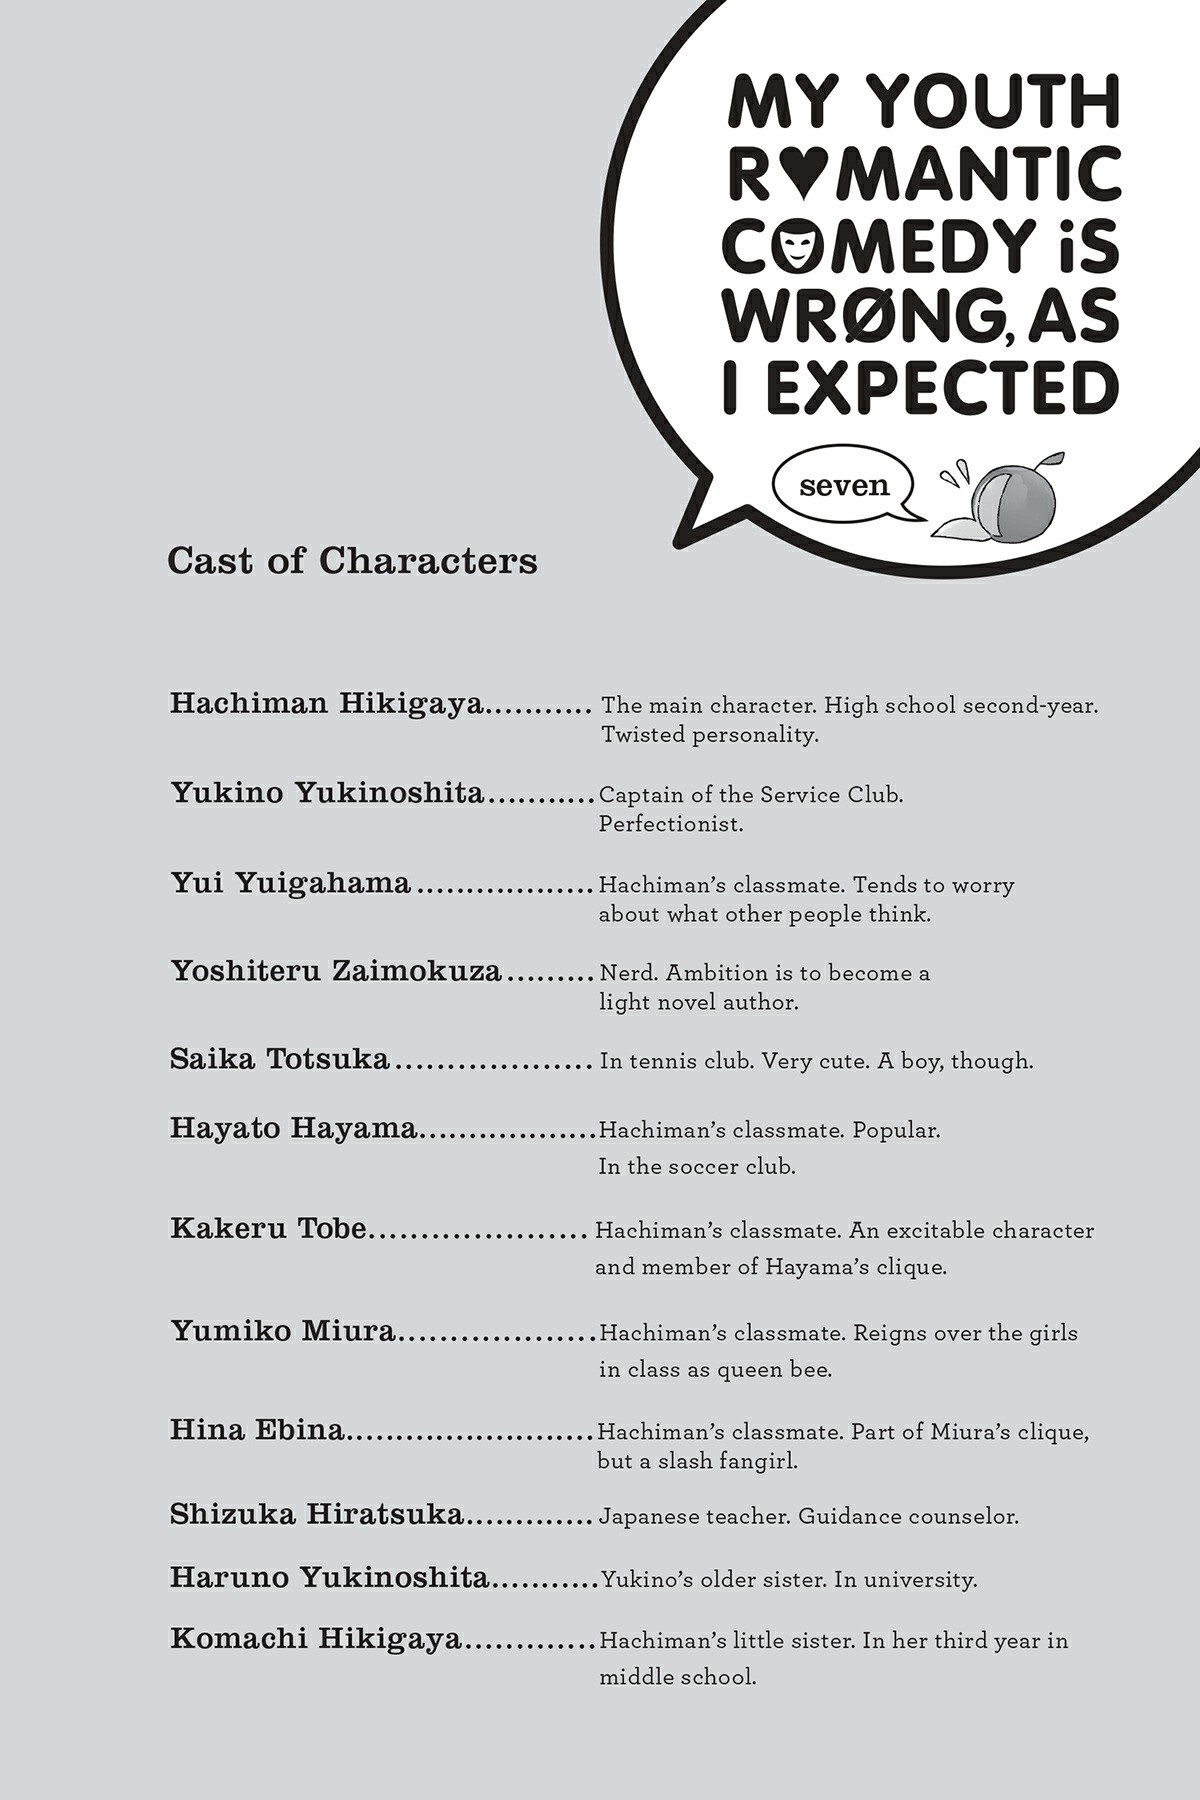 MY YOUTH
R♥MANTIC
COMEDY iS
WRØNG, AS
I EXPECTED
seven
Cast of Characters
Hachiman Hikigaya........... The main character. High school second-year.
Twisted personality.
Yukino Yukinoshita...........Captain of the Service Club.
Perfectionist.
Yui Yuigahama..................Hachiman’s classmate. Tends to worry
about what other people think.
Yoshiteru Zaimokuza.........Nerd. Ambition is to become a
light novel author.
Saika Totsuka.................... In tennis club. Very cute. A boy, though.
Hayato Hayama..................Hachiman’s classmate. Popular.
In the soccer club.
Kakeru Tobe...................... Hachiman’s classmate. An excitable character
and member of Hayama’s clique.
Yumiko Miura....................Hachiman’s classmate. Reigns over the girls
in class as queen bee.
Hina Ebina.........................Hachiman’s classmate. Part of Miura’s clique,
but a slash fangirl.
Shizuka Hiratsuka............. Japanese teacher. Guidance counselor.
Haruno Yukinoshita...........Yukino’s older sister. In university.
Komachi Hikigaya.............Hachiman’s little sister. In her third year in
middle school.